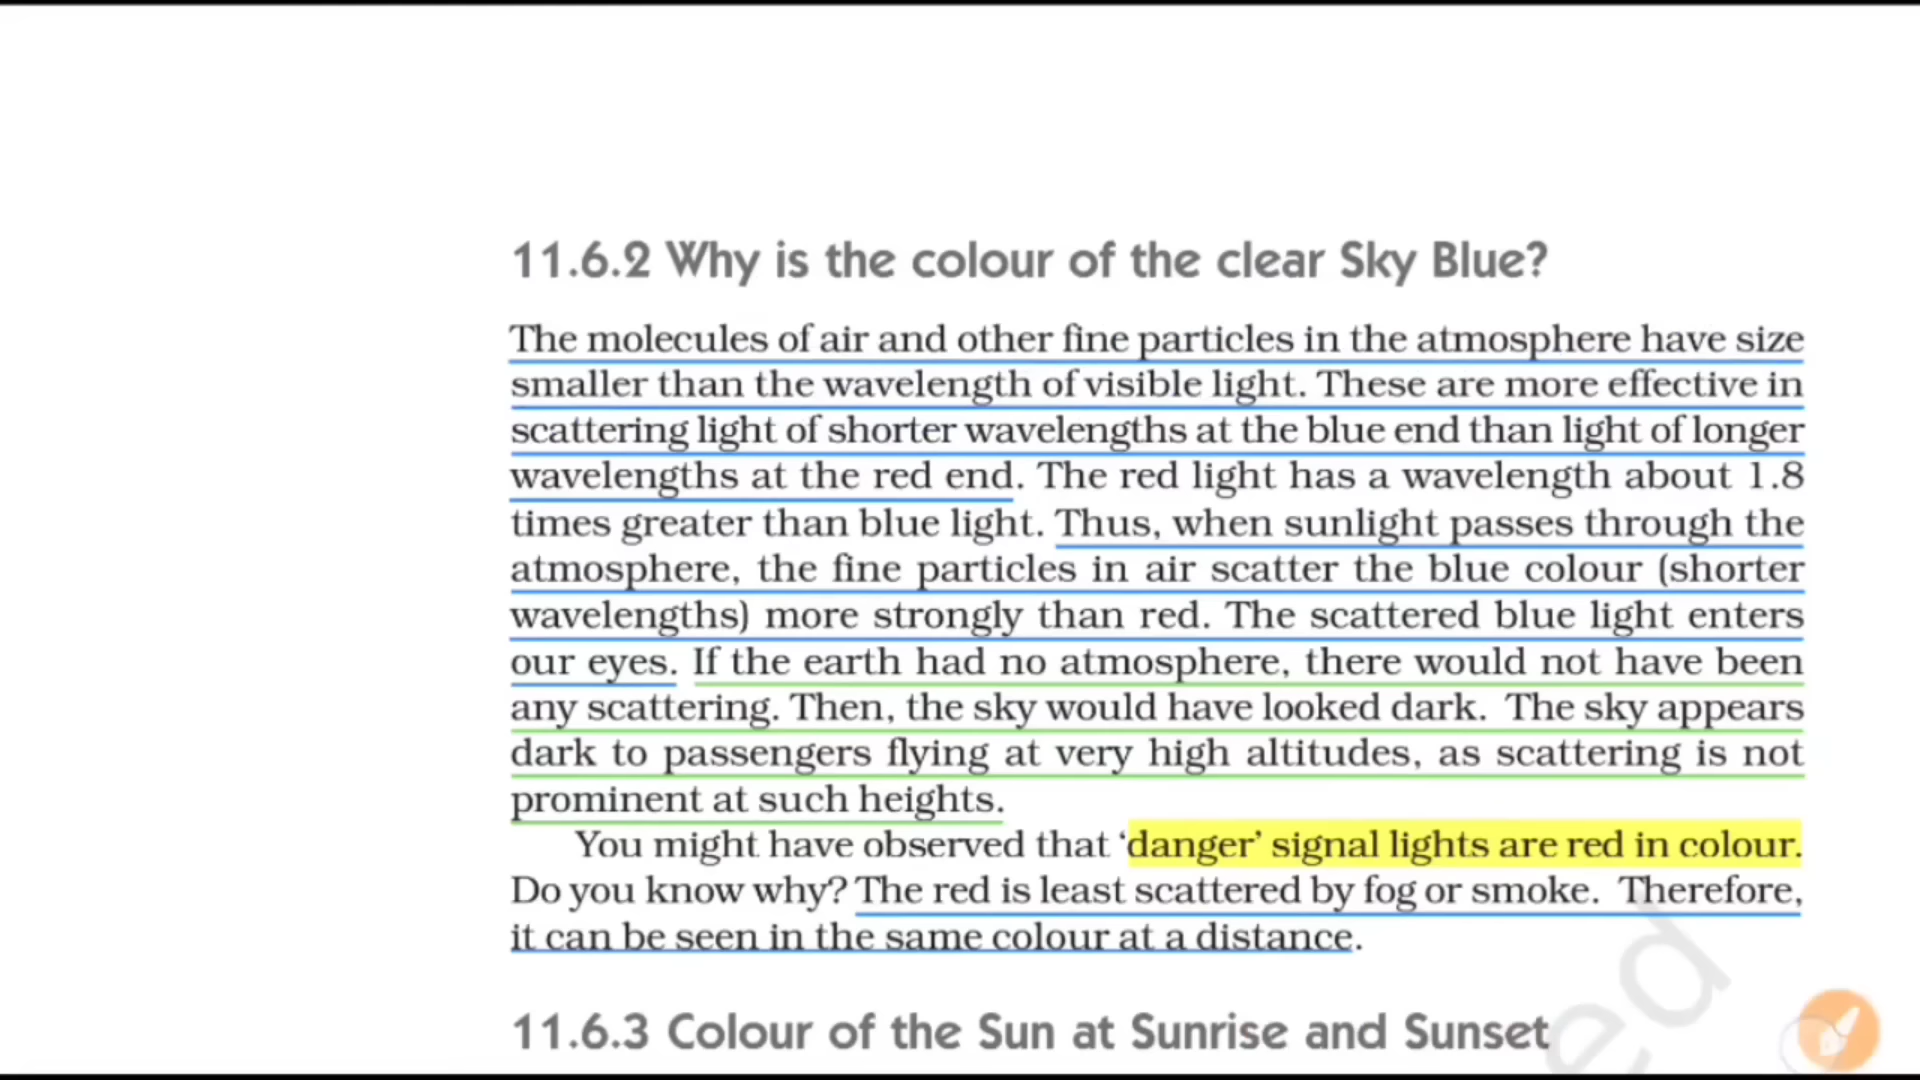 11.6.2 Why is the colour of the clear Sky Blue?
The molecules of air and other fine particles in the atmosphere have size
smaller than the wavelength of visible light. These are more effective in
scattering light of shorter wavelengths at the blue end than light of longer
wavelengths at the red end. The red light has a wavelength about 1.8
times greater than blue light. Thus, when sunlight passes through the
atmosphere, the fine particles in air scatter the blue colour (shorter
wavelengths) more strongly than red. The scattered blue light enters
our eyes. If the earth had no atmosphere, there would not have been
any scattering. Then, the sky would have looked dark. The sky appears
dark to passengers flying at very high altitudes, as scattering is not
prominent at such heights.
You might have observed that ‘danger’ signal lights are red in colour.
Do you know why? The red is least scattered by fog or smoke. Therefore,
it can be seen in the same colour at a distance.
11.6.3 Colour of the Sun at Sunrise and Sunset
ed